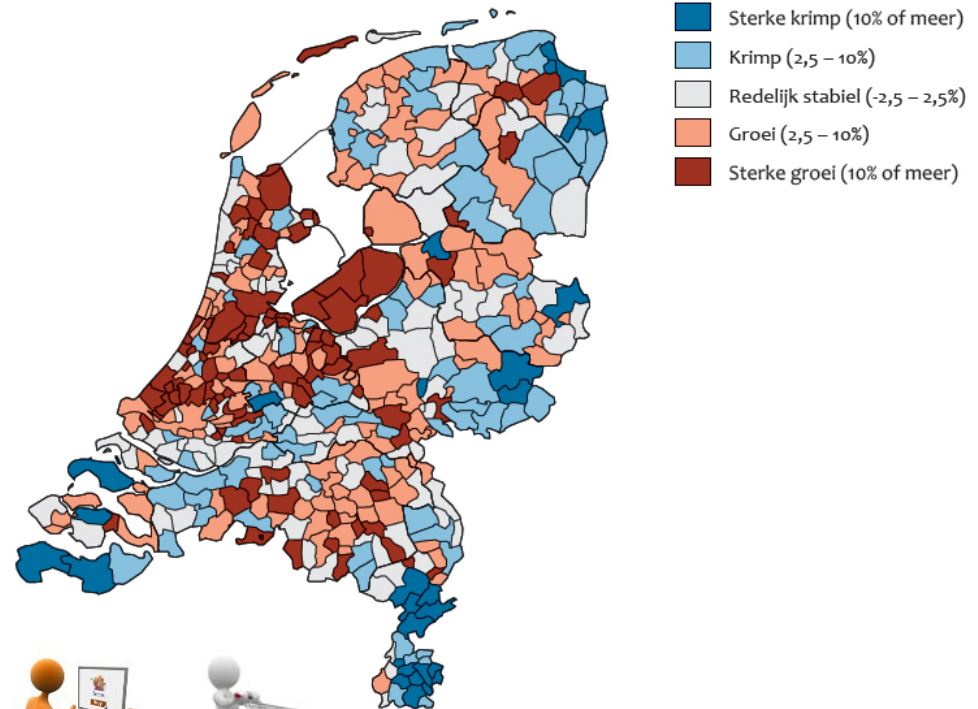 Sterke krimp (10% of meer)
Krimp (2,5 – 10%)
Redelijk stabiel (-2,5 – 2,5%)
Groei (2,5 – 10%)
Sterke groei (10% of meer)